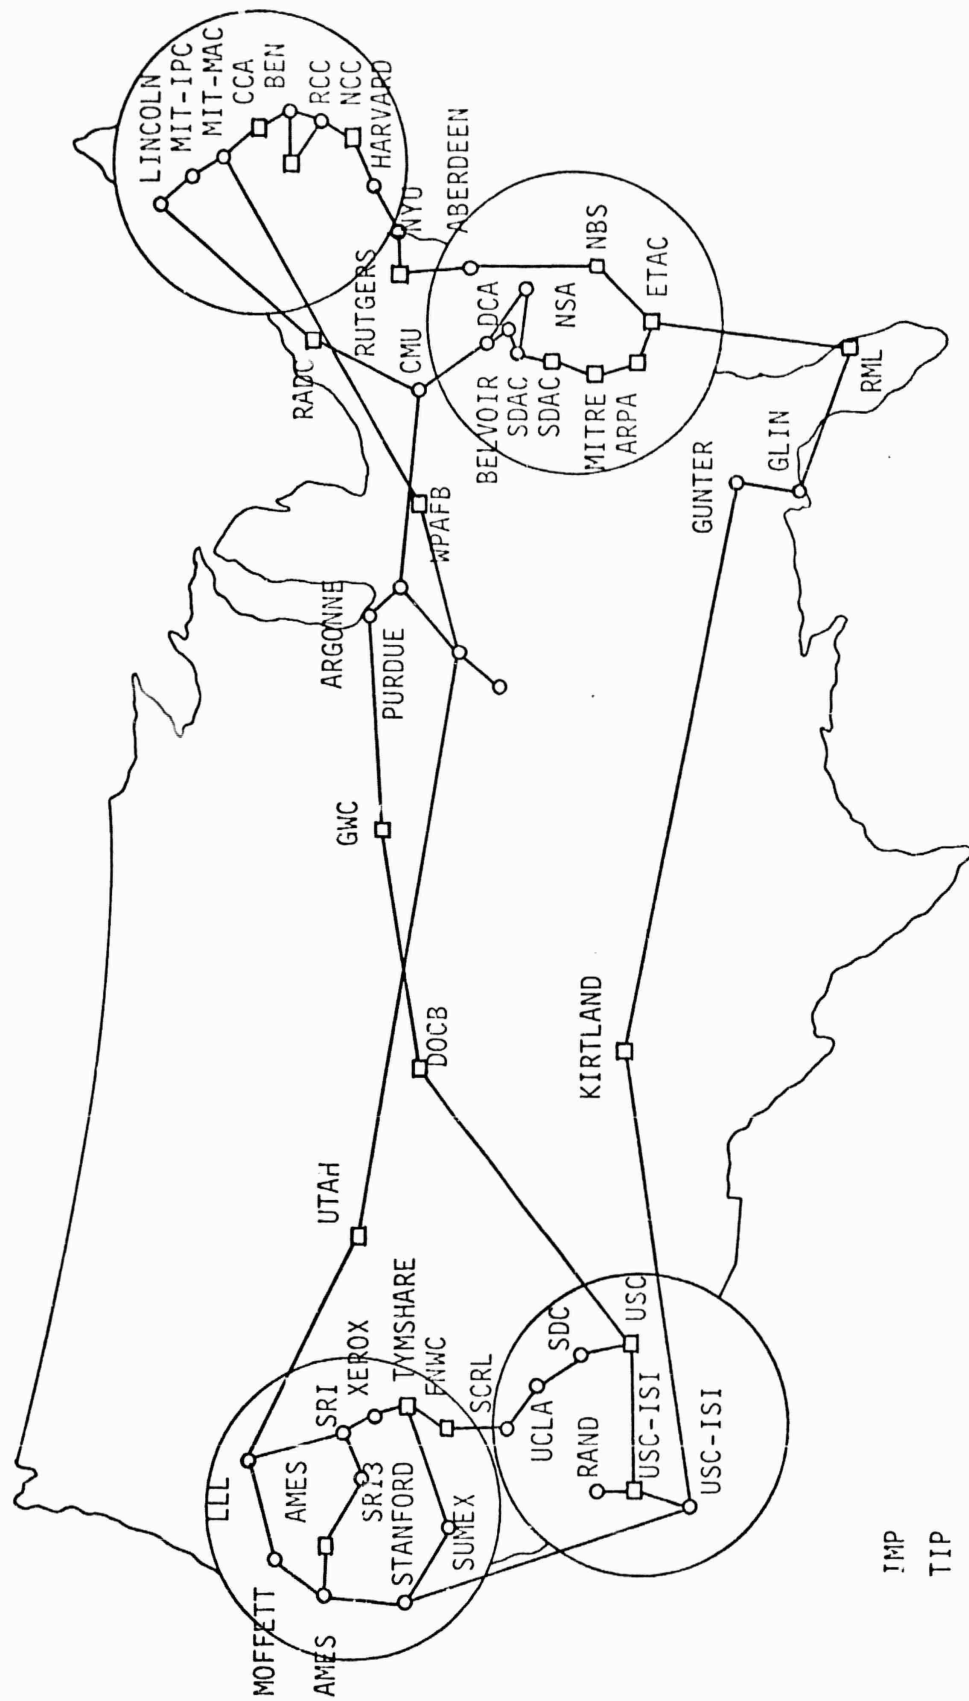 MOFFETT
AMES
LLL
AMES
SRI
XEROX
TYMSHARE
FNWC
SRI3
STANFORD
SUMEX
SCRL
UCLA
SDC
USC
RAND
USC-ISI
USC-ISI
UTAH
DOCB
KIRTLAND
GWC
ARGONNE
PURDUE
WPAFB
GUNTER
GLIN
RML
RADC
CMU
RUTGERS
LINCOLN
MIT-IPC
MIT-MAC
CCA
BEN
RCC
NCC
HARVARD
NYU
ABERDEEN
DCA
BELVOIR
SDAC
SDAC
NSA
MITRE
ARPA
NBS
ETAC
IMP
TIP